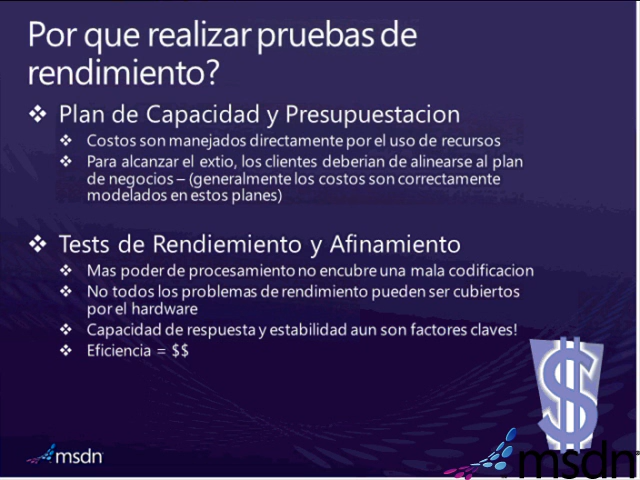 Por que realizar pruebas de
rendimiento?
❖ Plan de Capacidad y Presupuestacion
❖ Costos son manejados directamente por el uso de recursos
❖ Para alcanzar el extio, los clientes deberian de alinearse al plan
de negocios – (generalmente los costos son correctamente
modelados en estos planes)
❖ Tests de Rendiemiento y Afinamiento
❖ Mas poder de procesamiento no encubre una mala codificacion
❖ No todos los problemas de rendimiento pueden ser cubiertos
por el hardware
❖ Capacidad de respuesta y estabilidad aun son factores claves!
❖ Eficiencia = $$
$
msdn
msdn